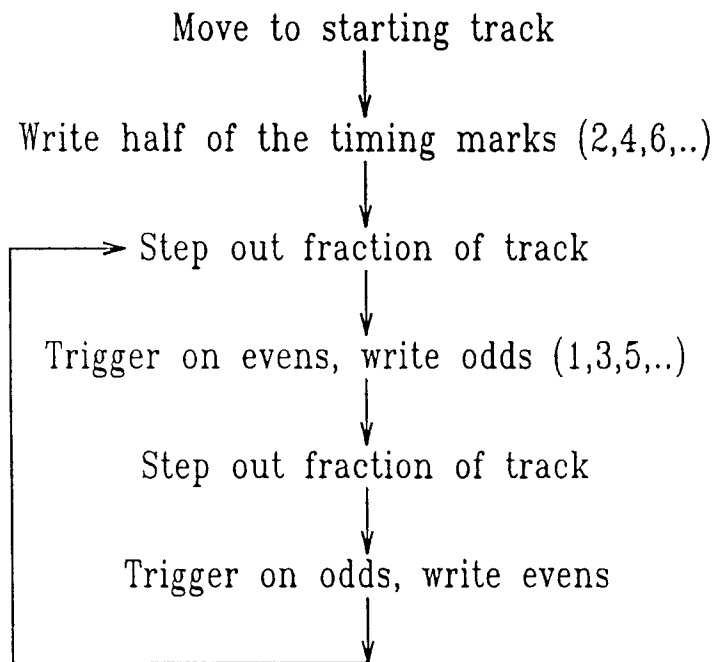 Move to starting track
Write half of the timing marks (2,4,6,..)
Step out fraction of track
Trigger on evens, write odds (1,3,5,..)
Step out fraction of track
Trigger on odds, write evens